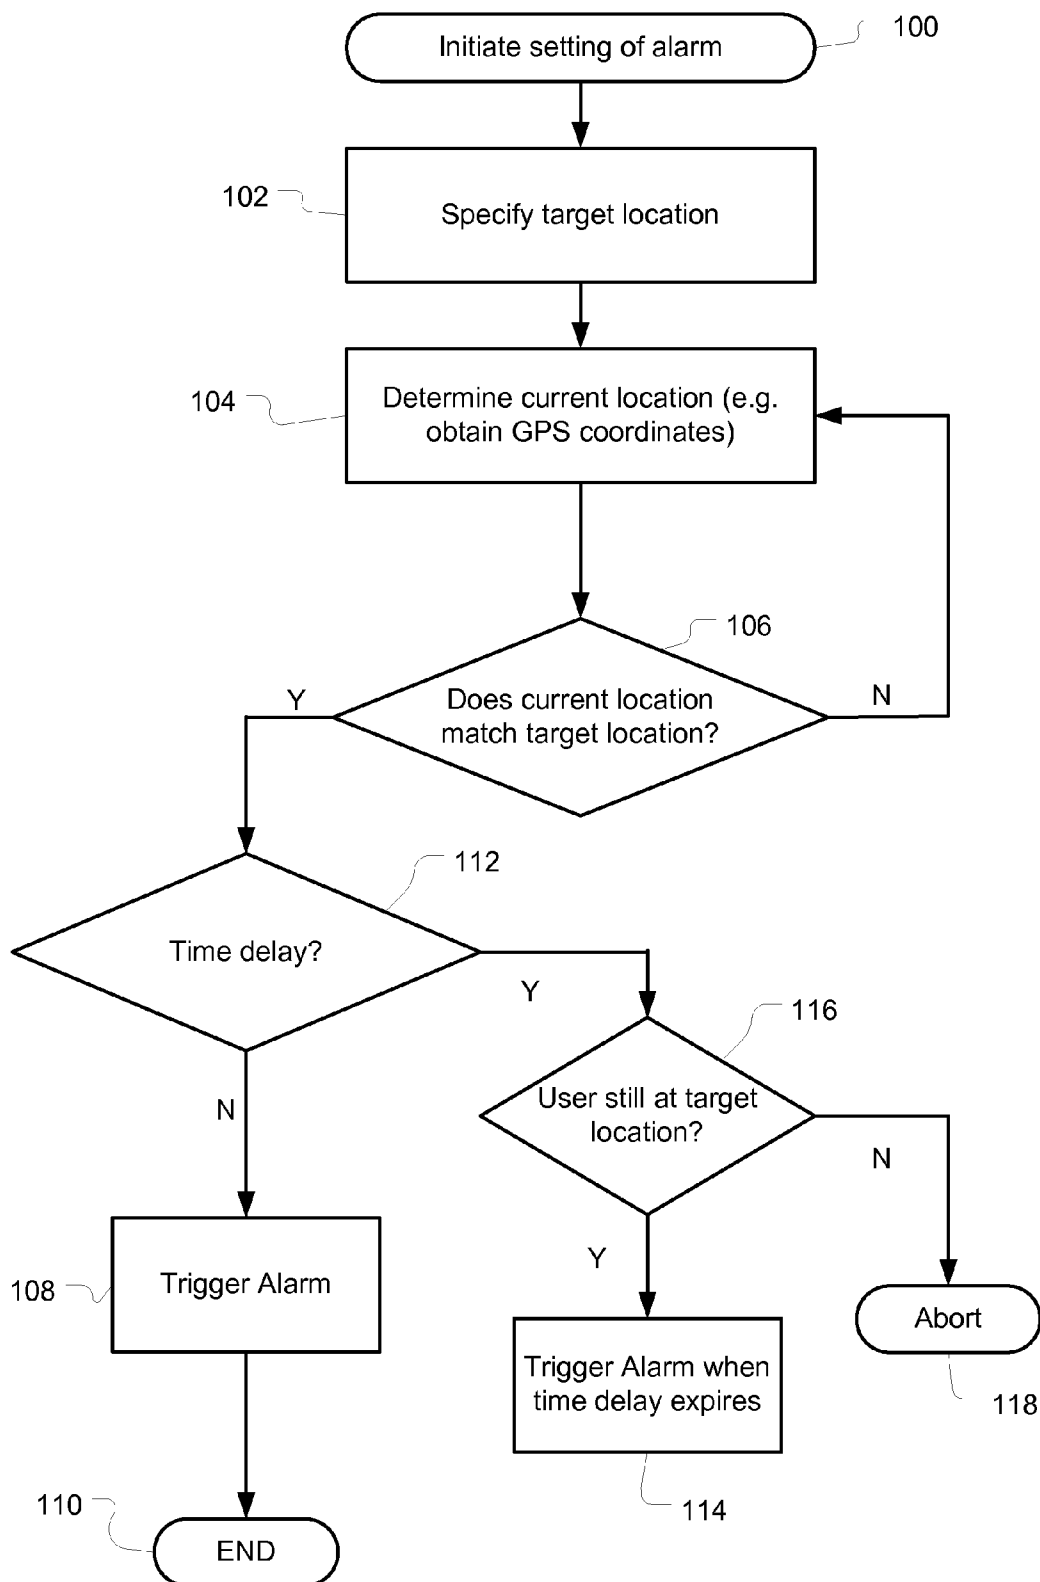 Initiate setting of alarm
100
102
Specify target location
104
Determine current location (e.g.
obtain GPS coordinates)
106
Does current location
match target location?
Y
N
112
Time delay?
Y
116
User still at target
location?
N
N
Y
108
Trigger Alarm
Abort
118
Trigger Alarm when
time delay expires
114
110
END